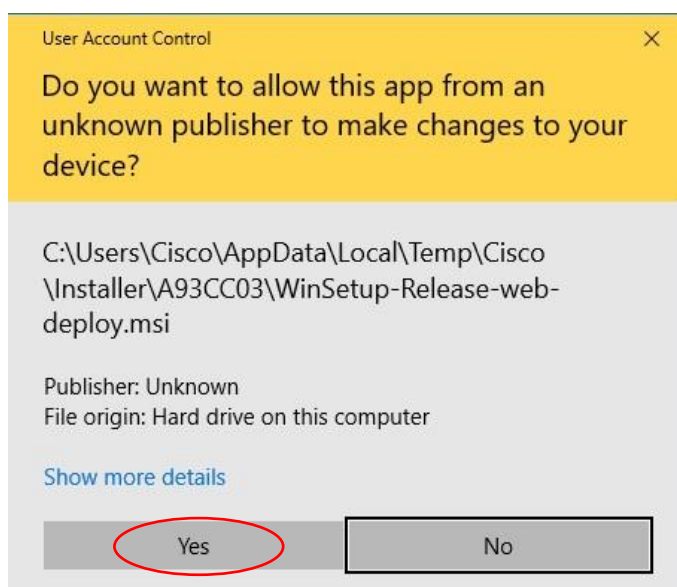 User Account Control
Do you want to allow this app from an
unknown publisher to make changes to your
device?
C:\Users\Cisco\AppData\Local\Temp\Cisco
\Installer\A93CC03\WinSetup-Release-web-
deploy.msi
Publisher: Unknown
File origin: Hard drive on this computer
Show more details
Yes
No